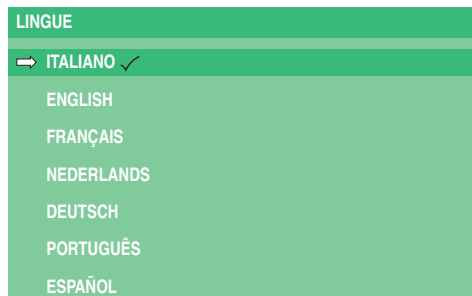 LINGUE
ITALIANO
ENGLISH
FRANÇAIS
NEDERLANDS
DEUTSCH
PORTUGUÊS
ESPAÑOL